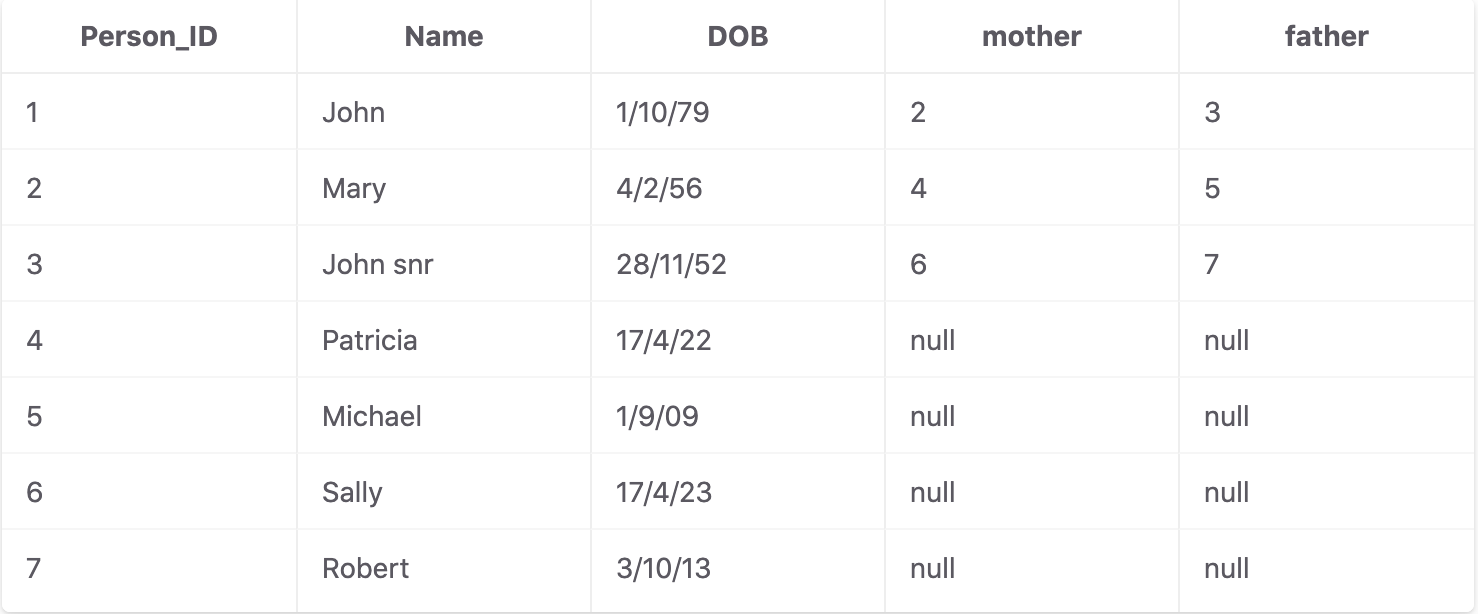 Person_ID Name DOB mother father
1 John 1/10/79 2 3
2 Mary 4/2/56 4 5
3 John snr 28/11/52 6 7
4 Patricia 17/4/22 null null
5 Michael 1/9/09 null null
6 Sally 17/4/23 null null
7 Robert 3/10/13 null null